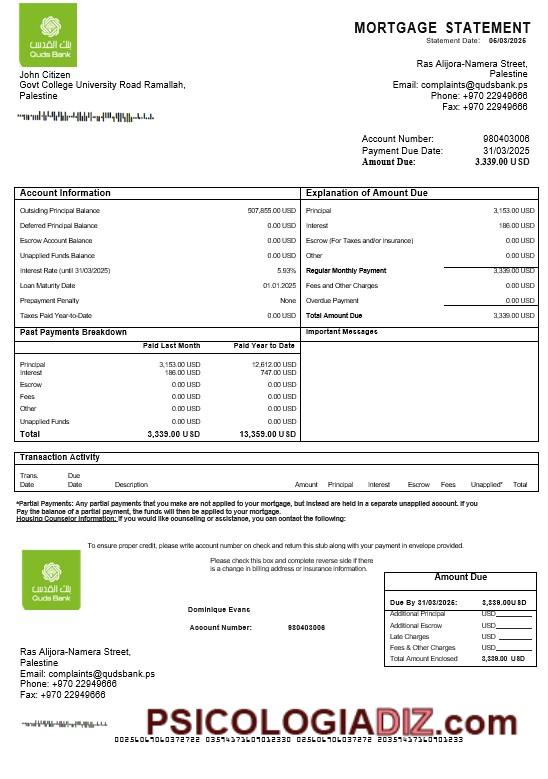 بنك القدس
Quds Bank
MORTGAGE STATEMENT
Statement Date: 05/03/2025
John Citizen
Govt College University Road Ramallah,
Palestine
Ras Alijora-Namera Street,
Palestine
Email: complaints@qudsbank.ps
Phone: +970 22949666
Fax: +970 22949666
Account Number: 980403006
Payment Due Date: 31/03/2025
Amount Due: 3.339.00 USD
Account Information
Outsiding Principal Balance 507,855.00 USD
Deferred Principal Balance 0.00 USD
Escrow Account Balance 0.00 USD
Unapplied Funds Balance 0.00 USD
Interest Rate (until 31/03/2025) 5.93%
Loan Maturity Date 01.01.2025
Prepayment Penalty None
Taxes Paid Year-to-Date 0.00 USD
Explanation of Amount Due
Principal 3,153.00 USD
Interest 186.00 USD
Escrow (For Taxes and/or insurance) 0.00 USD
Other 0.00 USD
Regular Monthly Payment 3,339.00 USD
Fees and Other Charges 0.00 USD
Overdue Payment 0.00 USD
Total Amount Due 3,339.00 USD
Past Payments Breakdown
Paid Last Month Paid Year to Date
Principal 3,153.00 USD 12,612.00 USD
Interest 186.00 USD 747.00 USD
Escrow 0.00 USD 0.00 USD
Fees 0.00 USD 0.00 USD
Other 0.00 USD 0.00 USD
Unapplied Funds 0.00 USD 0.00 USD
Total 3,339.00 USD 13,359.00 USD
Important Messages
Transaction Activity
Trans. Due
Date Date Description Amount Principal Interest Escrow Fees Unapplied* Total
*Partial Payments: Any partial payments that you make are not applied to your mortgage, but instead are held in a separate unapplied account. If you
Pay the balance of a partial payment, the funds will then be applied to your mortgage.
Housing Counselor Information: If you would like counseling or assistance, you can contact the following:
To ensure proper credit, please write account number on check and return this stub along with your payment in envelope provided.
بنك القدس
Quds Bank
Please check this box and complete reverse side if there
is a change in billing address or insurance information.
Dominique Evans
Account Number: 980403006
Amount Due
Due By 31/03/2025: 3,339.00USD
Additional Principal USD
Additional Escrow USD
Late Charges USD
Fees & Other Charges USD
Total Amount Enclosed 3,339.00 USD
Ras Alijora-Namera Street,
Palestine
Email: complaints@qudsbank.ps
Phone: +970 22949666
Fax: +970 22949666
PSICOLOGIADIZ.com